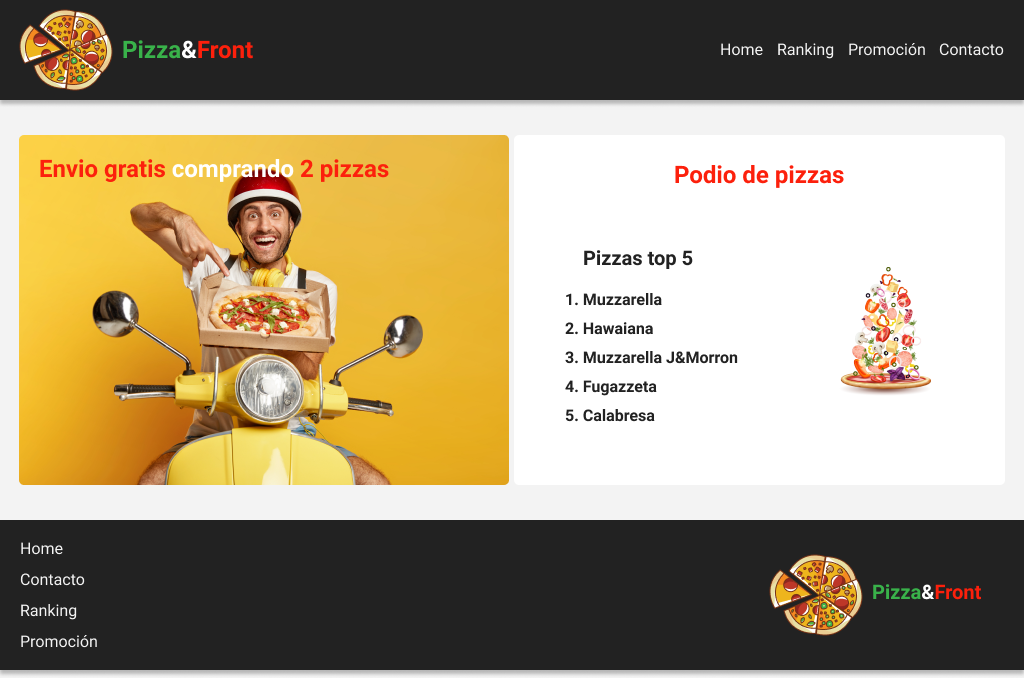 Pizza&Front
Home Ranking Promoción Contacto
Envio gratis comprando 2 pizzas
Podio de pizzas
Pizzas top 5
1. Muzzarella
2. Hawaiana
3. Muzzarella J&Morron
4. Fugazzeta
5. Calabresa
Home
Contacto
Ranking
Promoción
Pizza&Front